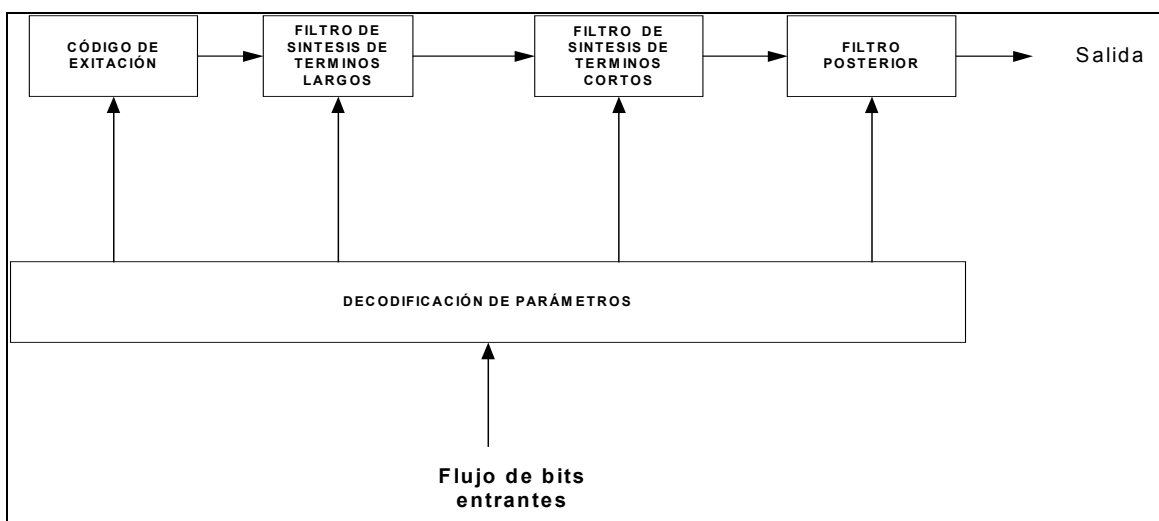 CÓDIGO DE
EXITACIÓN
FILTRO DE
SINTESIS DE
TERMINOS
LARGOS
FILTRO DE
SINTESIS DE
TERMINOS
CORTOS
FILTRO
POSTERIOR
Salida
DECODIFICACIÓN DE PARÁMETROS
Flujo de bits
entrantes